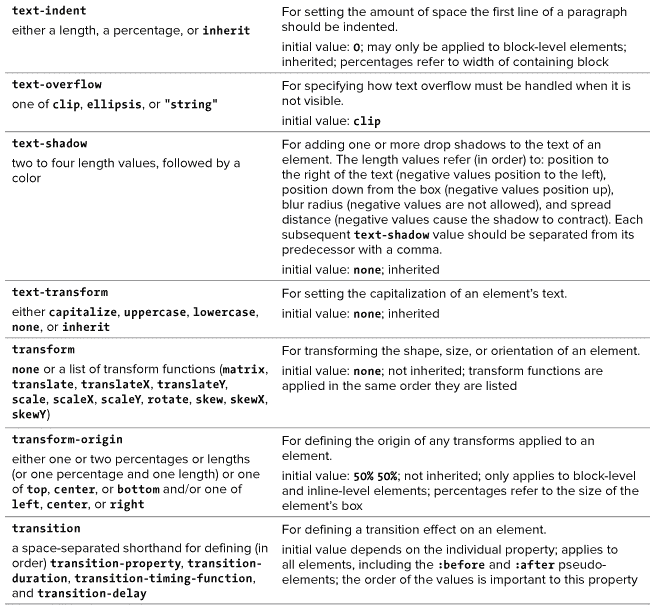 text-indent
either a length, a percentage, or inherit
For setting the amount of space the first line of a paragraph
should be indented.
initial value: 0; may only be applied to block-level elements;
inherited; percentages refer to width of containing block
text-overflow
one of clip, ellipsis, or "string"
For specifying how text overflow must be handled when it is
not visible.
initial value: clip
text-shadow
two to four length values, followed by a
color
For adding one or more drop shadows to the text of an
element. The length values refer (in order) to: position to
the right of the text (negative values position to the left),
position down from the box (negative values position up),
blur radius (negative values are not allowed), and spread
distance (negative values cause the shadow to contract). Each
subsequent text-shadow value should be separated from its
predecessor with a comma.
initial value: none; inherited
text-transform
either capitalize, uppercase, lowercase,
none, or inherit
For setting the capitalization of an element's text.
initial value: none; inherited
transform
none or a list of transform functions (matrix,
translate, translateX, translateY,
scale, scaleX, scaleY, rotate, skew, skewX,
skewY)
For transforming the shape, size, or orientation of an element.
initial value: none; not inherited; transform functions are
applied in the same order they are listed
transform-origin
either one or two percentages or lengths
(or one percentage and one length) or one
of top, center, or bottom and/or one of
left, center, or right
For defining the origin of any transforms applied to an
element.
initial value: 50% 50%; not inherited; only applies to block-level
and inline-level elements; percentages refer to the size of the
element's box
transition
a space-separated shorthand for defining (in
order) transition-property, transition-
duration, transition-timing-function,
and transition-delay
For defining a transition effect on an element.
initial value depends on the individual property; applies to
all elements, including the :before and :after pseudo-
elements; the order of the values is important to this property